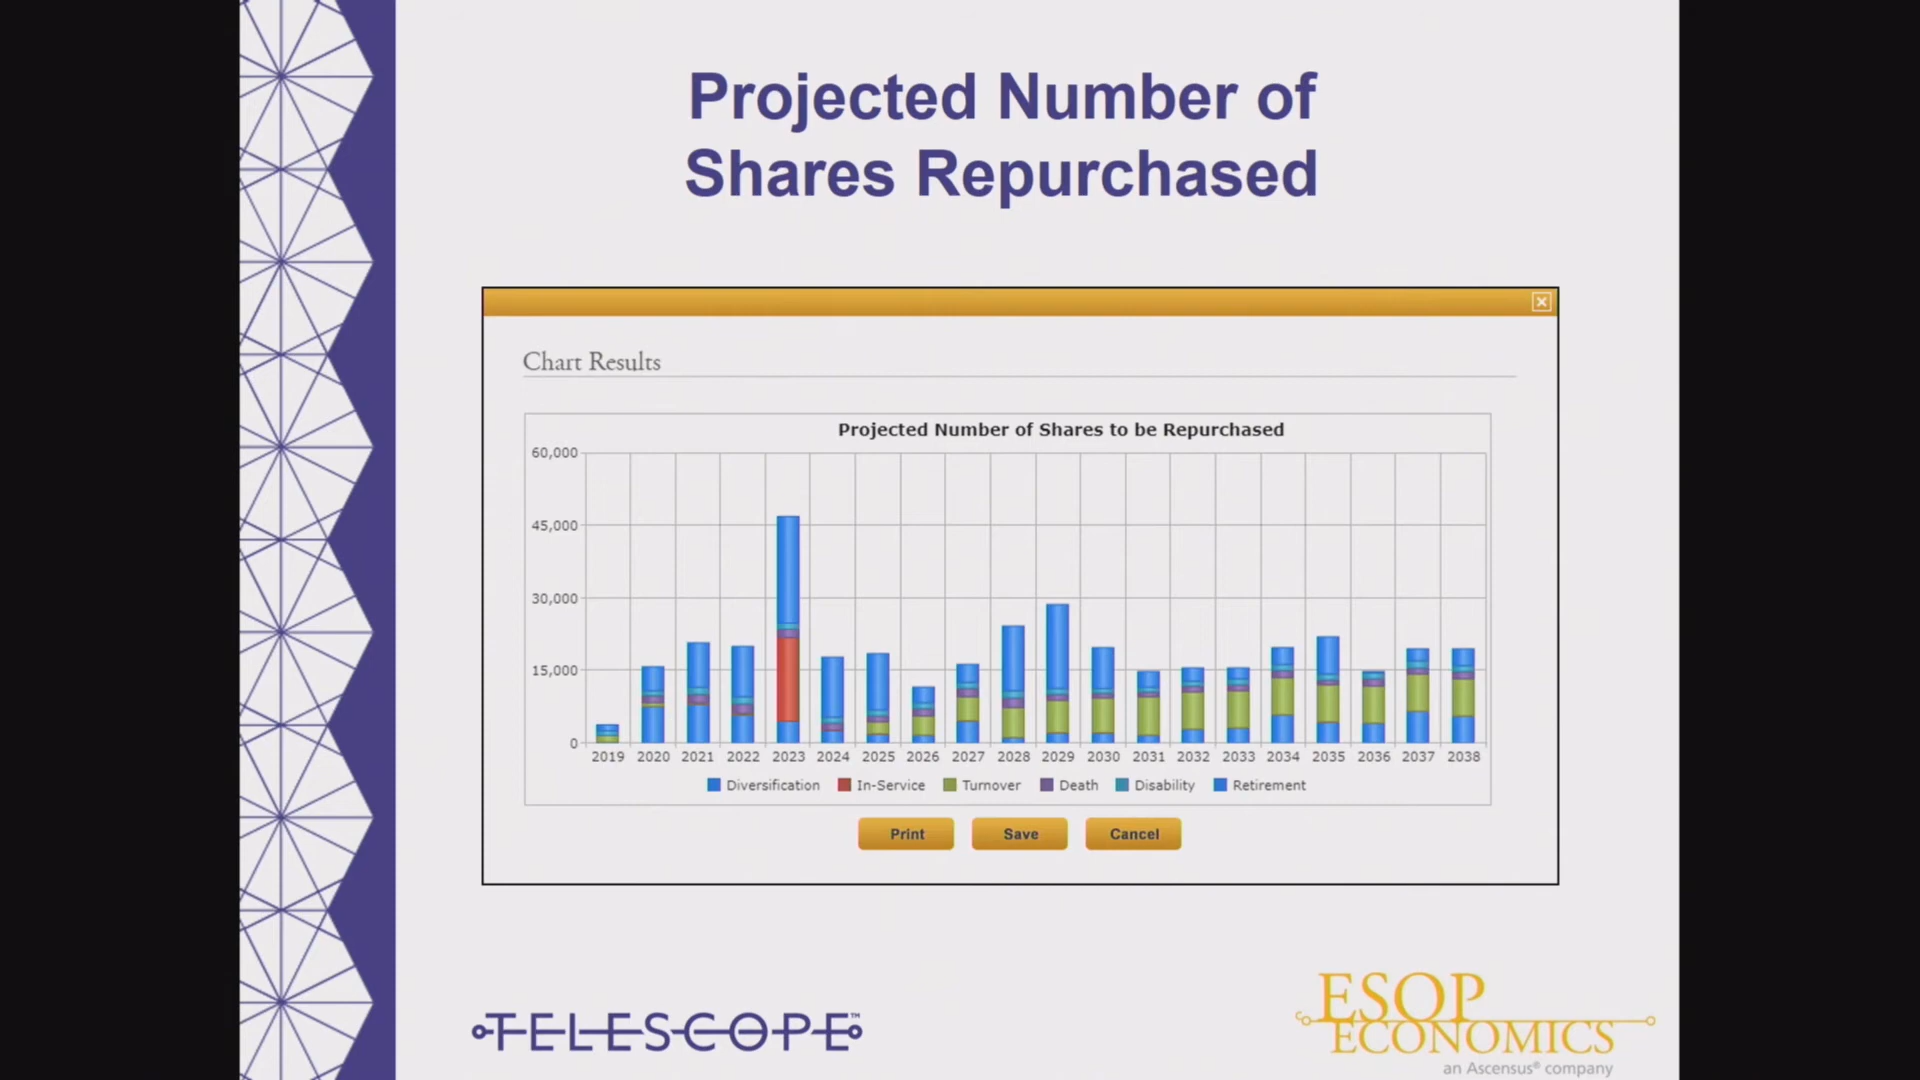 Projected Number of
Shares Repurchased
Chart Results
Projected Number of Shares to be Repurchased
60,000
45,000
30,000
15,000
0
2019 2020 2021 2022 2023 2024 2025 2026 2027 2028 2029 2030 2031 2032 2033 2034 2035 2036 2037 2038
Diversification In-Service Turnover Death Disability Retirement
Print Save Cancel
TELESCOPE™
ESOP
ECONOMICS
an Ascensus® company